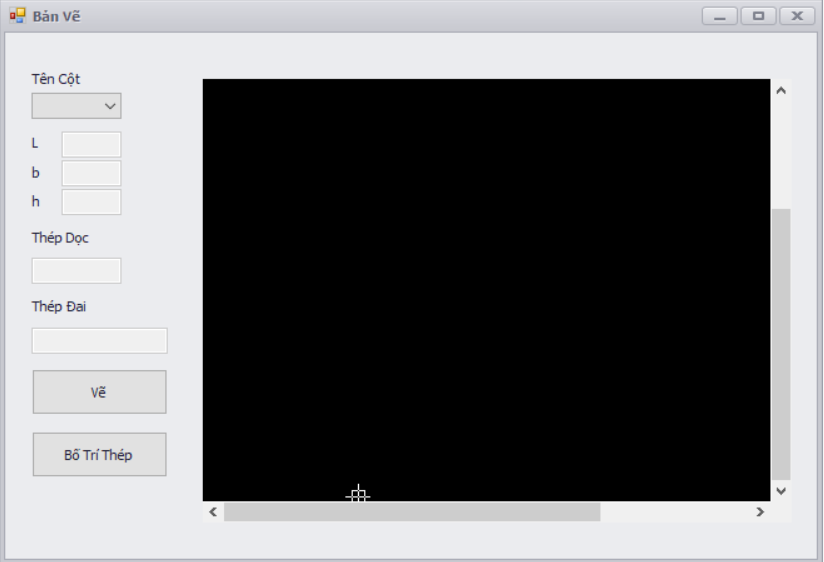 Bản Vẽ
Tên Cột
L
b
h
Thép Dọc
Thép Đai
Vẽ
Bố Trí Thép